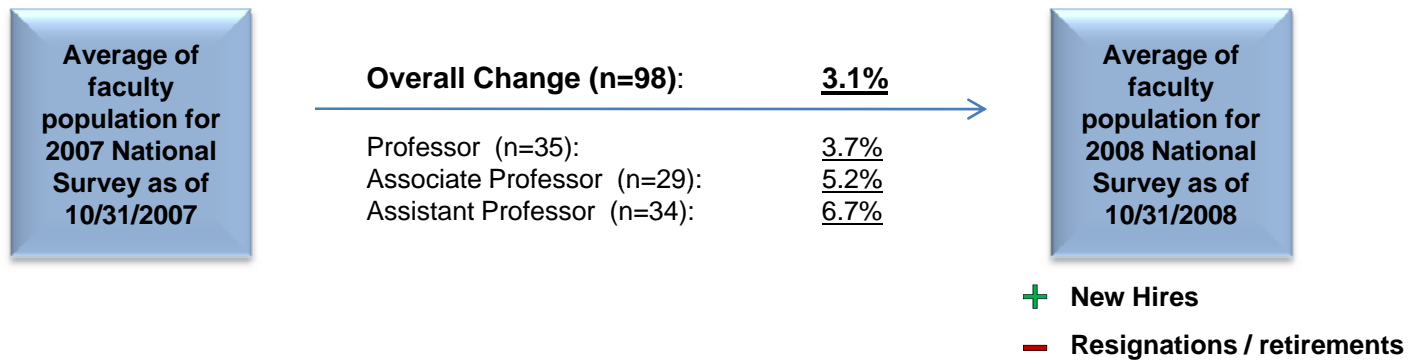 Average of
faculty
population for
2007 National
Survey as of
10/31/2007
Overall Change (n=98): 3.1%
Professor (n=35): 3.7%
Associate Professor (n=29): 5.2%
Assistant Professor (n=34): 6.7%
Average of
faculty
population for
2008 National
Survey as of
10/31/2008
New Hires
Resignations / retirements